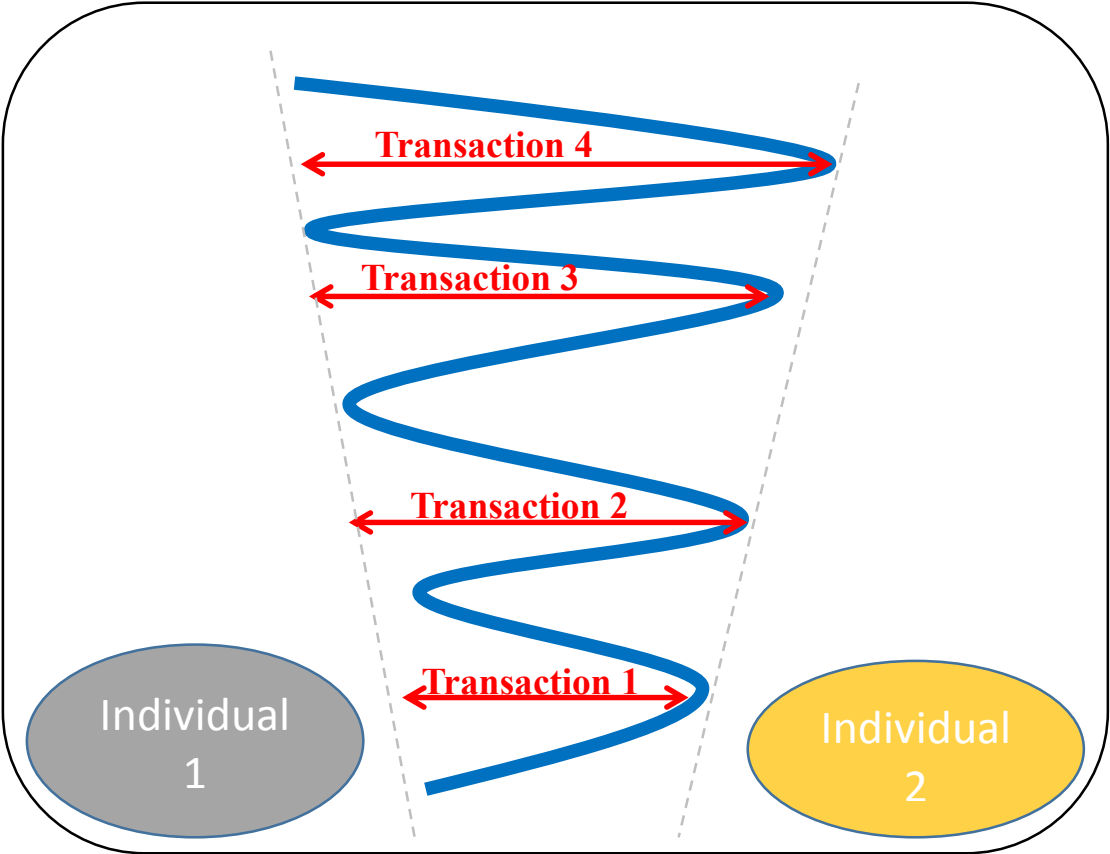 Transaction 4
Transaction 3
Transaction 2
Transaction 1
Individual
1
Individual
2